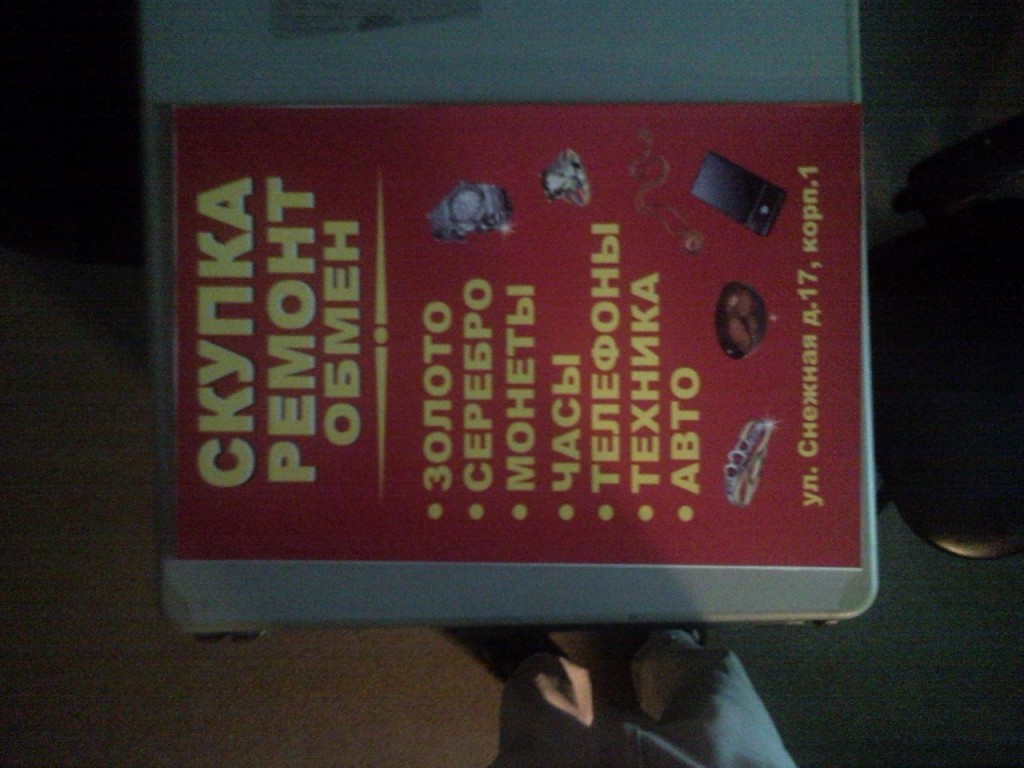 СКУПКА
РЕМОНТ
ОБМЕН
• ЗОЛОТО
• СЕРЕБРО
• МОНЕТЫ
• ЧАСЫ
• ТЕЛЕФОНЫ
• ТЕХНИКА
• АВТО
ул. Снежная д.17, корп.1